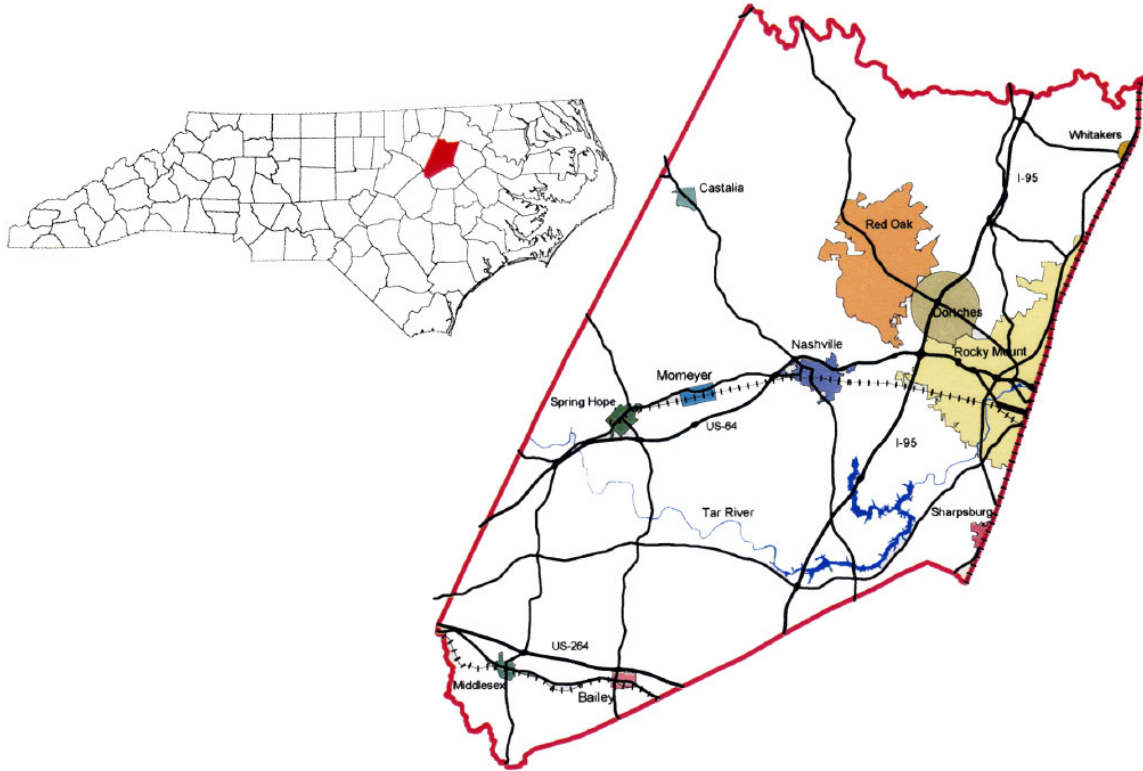 Whitakers
I-95
Castalia
Red Oak
Dortches
Nashville
Rocky Mount
Momeyer
Spring Hope
US-64
I-95
Tar River
Sharpsburg
US-264
Middlesex
Bailey